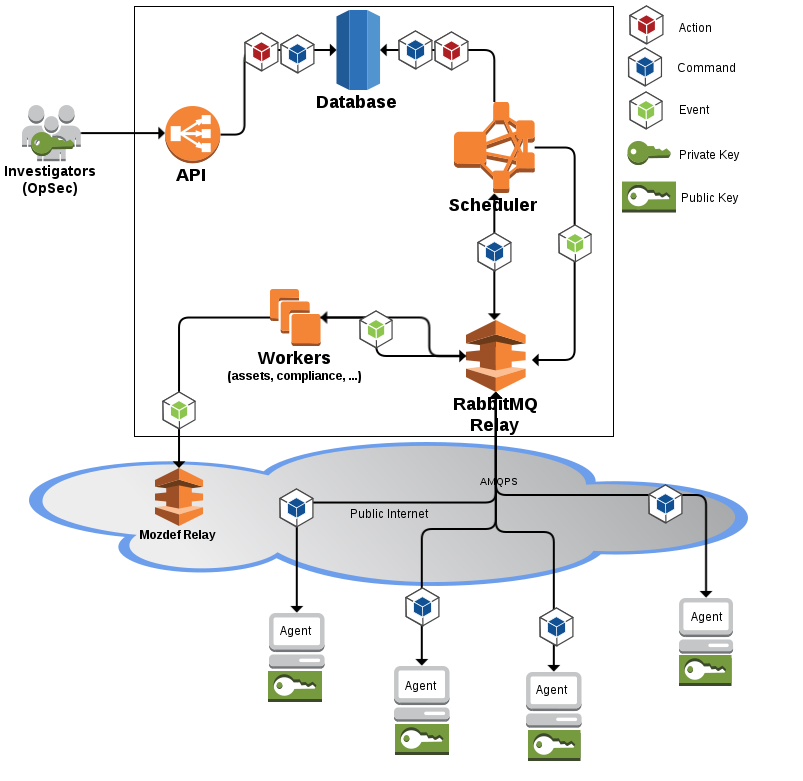 Action
Database
Command
Event
Investigators
(OpSec)
API
Private Key
Scheduler
Public Key
Workers
(assets, compliance, ...)
RabbitMQ
Relay
AMQPS
Public Internet
Mozdef Relay
Agent
Agent
Agent
Agent